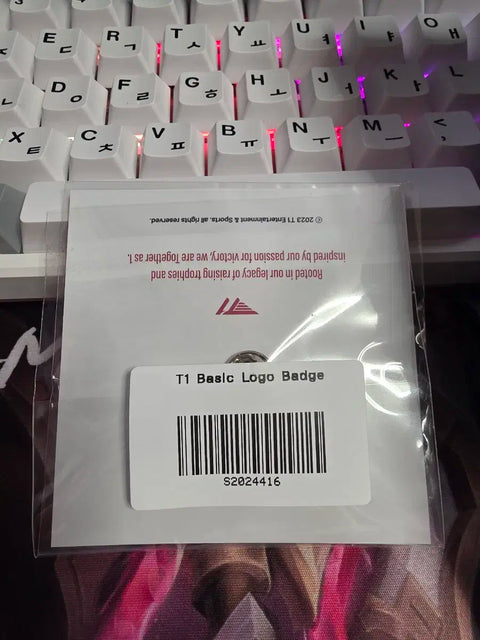 E ㄷ R ㄱ T ㅅ Y ㅛ U ㅕ I ㅑ O ㅐ
D ㅇ F ㄹ G ㅎ H ㅗ J ㅓ K ㅏ L
X ㅌ C ㅊ V ㅍ B ㅠ N ㅜ M ㅡ < ,
© 2023 T1 Entertainment & Sports. all rights reserved.
Rooted in our legacy of raising trophies and
inspired by our passion for victory, we are Together as 1.
T1 Basic Logo Badge
S2024416